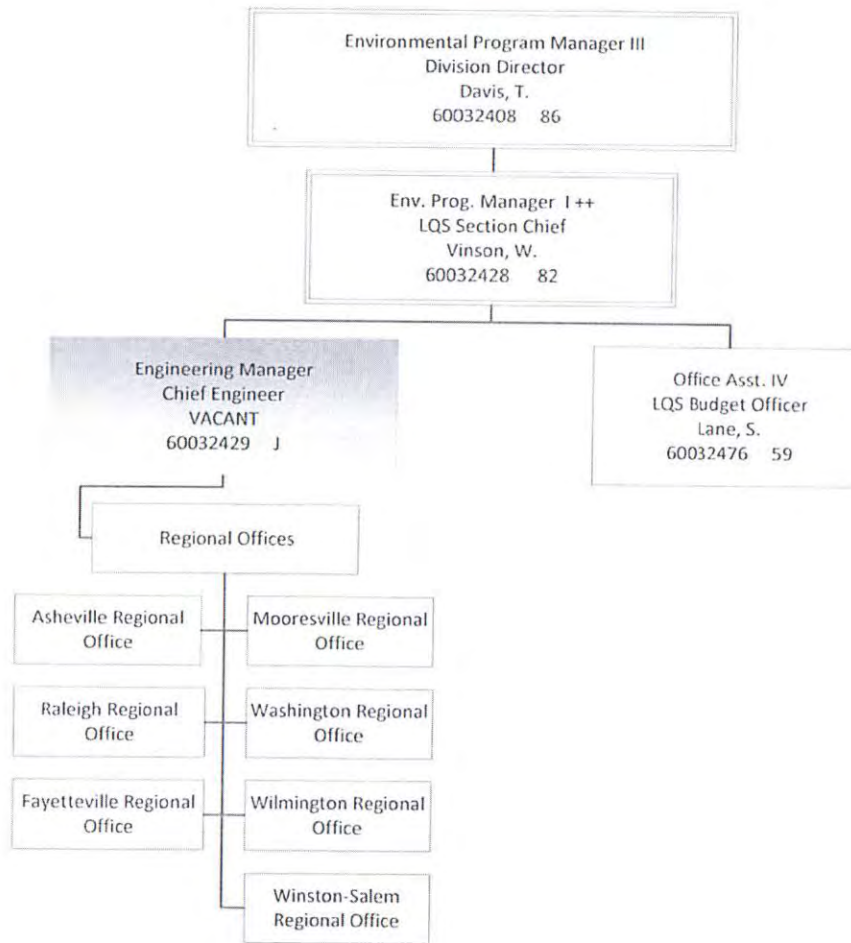 Environmental Program Manager III
Division Director
Davis, T.
60032408 86
Env. Prog. Manager I ++
LQS Section Chief
Vinson, W.
60032428 82
Engineering Manager
Chief Engineer
VACANT
60032429 J
Office Asst. IV
LQS Budget Officer
Lane, S.
60032476 59
Regional Offices
Asheville Regional
Office
Mooresville Regional
Office
Raleigh Regional
Office
Washington Regional
Office
Fayetteville Regional
Office
Wilmington Regional
Office
Winston-Salem
Regional Office